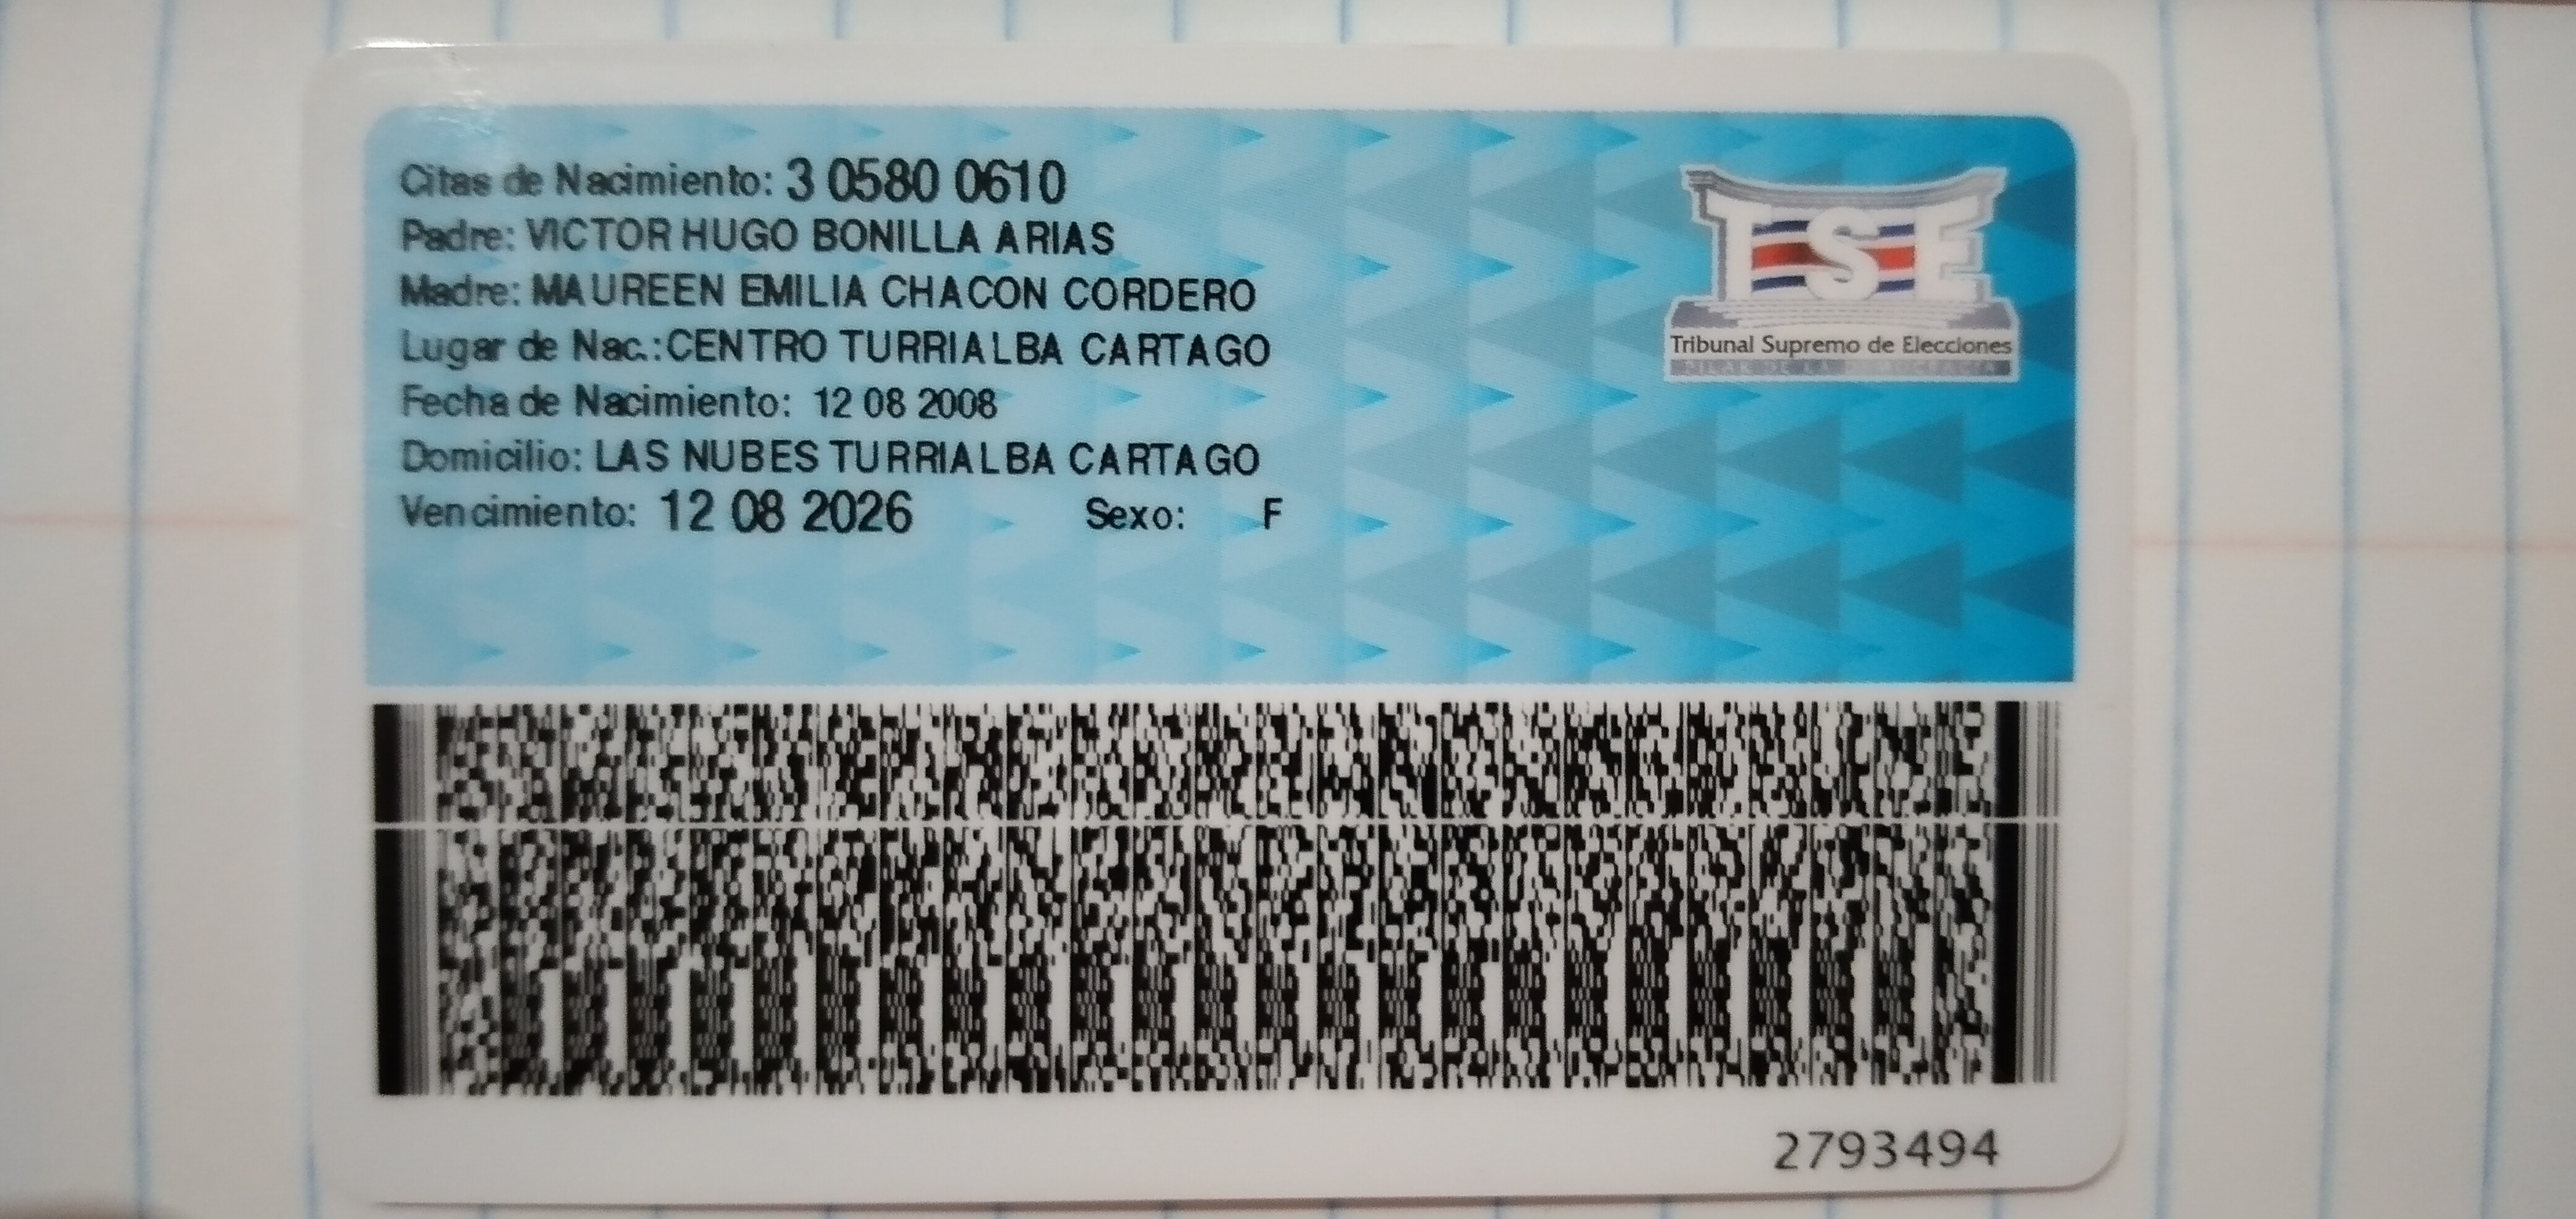 Citas de Nacimiento: 3 0580 0610
Padre: VICTOR HUGO BONILLA ARIAS
Madre: MAUREEN EMILIA CHACON CORDERO
Lugar de Nac.: CENTRO TURRIALBA CARTAGO
Fecha de Nacimiento: 12 08 2008
Domicilio: LAS NUBES TURRIALBA CARTAGO
Vencimiento: 12 08 2026 Sexo: F
TSE
Tribunal Supremo de Elecciones
2793494